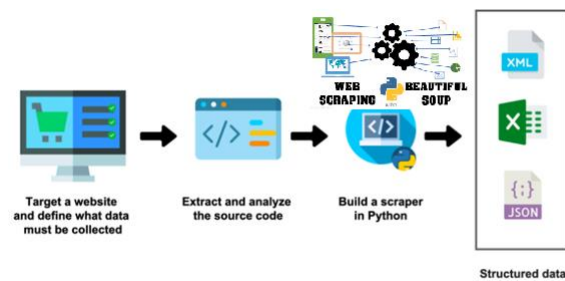 WEB
SCRAPING
BEAUTIFUL
SOUP
</>
</>
XML
X
{;}
JSON
Target a website
and define what data
must be collected
Extract and analyze
the source code
Build a scraper
in Python
Structured data